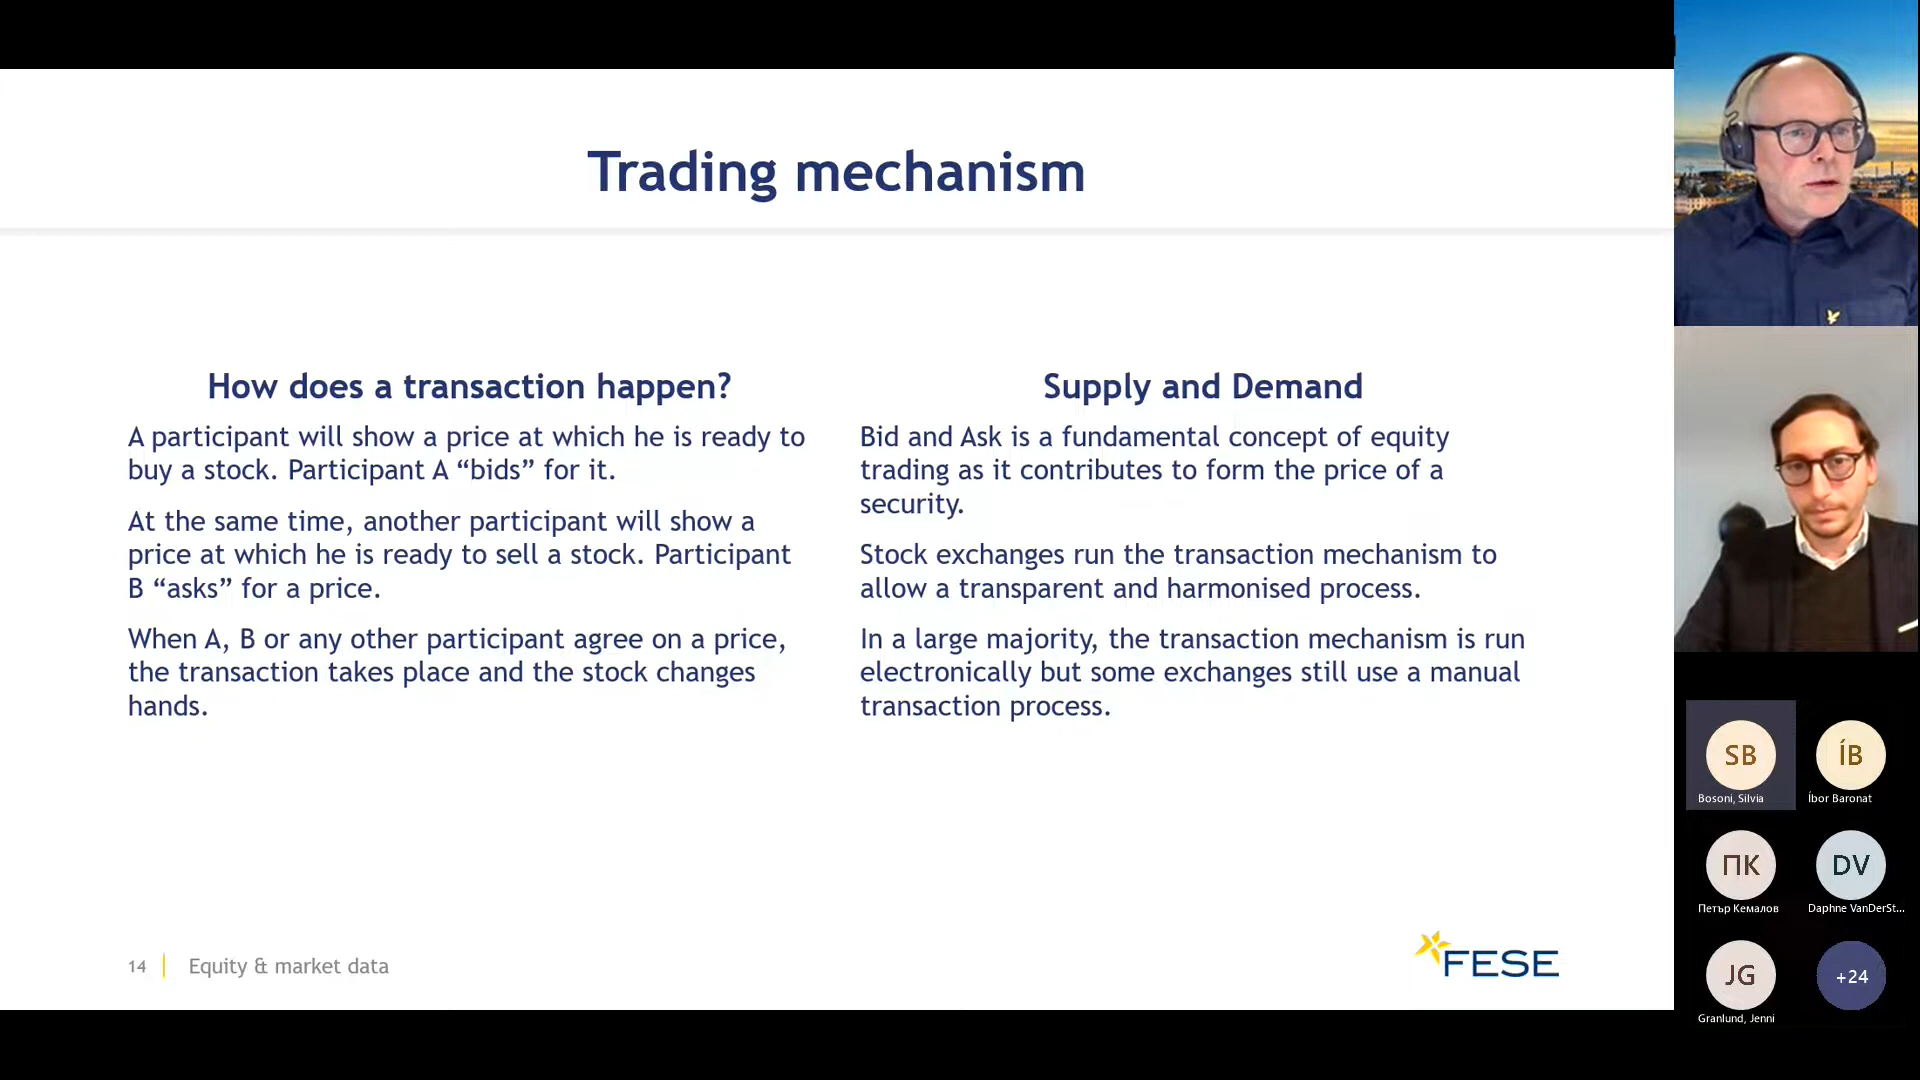 Trading mechanism
How does a transaction happen?
A participant will show a price at which he is ready to
buy a stock. Participant A “bids” for it.
At the same time, another participant will show a
price at which he is ready to sell a stock. Participant
B “asks” for a price.
When A, B or any other participant agree on a price,
the transaction takes place and the stock changes
hands.
Supply and Demand
Bid and Ask is a fundamental concept of equity
trading as it contributes to form the price of a
security.
Stock exchanges run the transaction mechanism to
allow a transparent and harmonised process.
In a large majority, the transaction mechanism is run
electronically but some exchanges still use a manual
transaction process.
14
Equity & market data
FESE
SB
Bosoni, Silvia
ÍB
Íbor Baronat
ПК
Петър Кемалов
DV
Daphne VanDerSt...
JG
Granlund, Jenni
+24